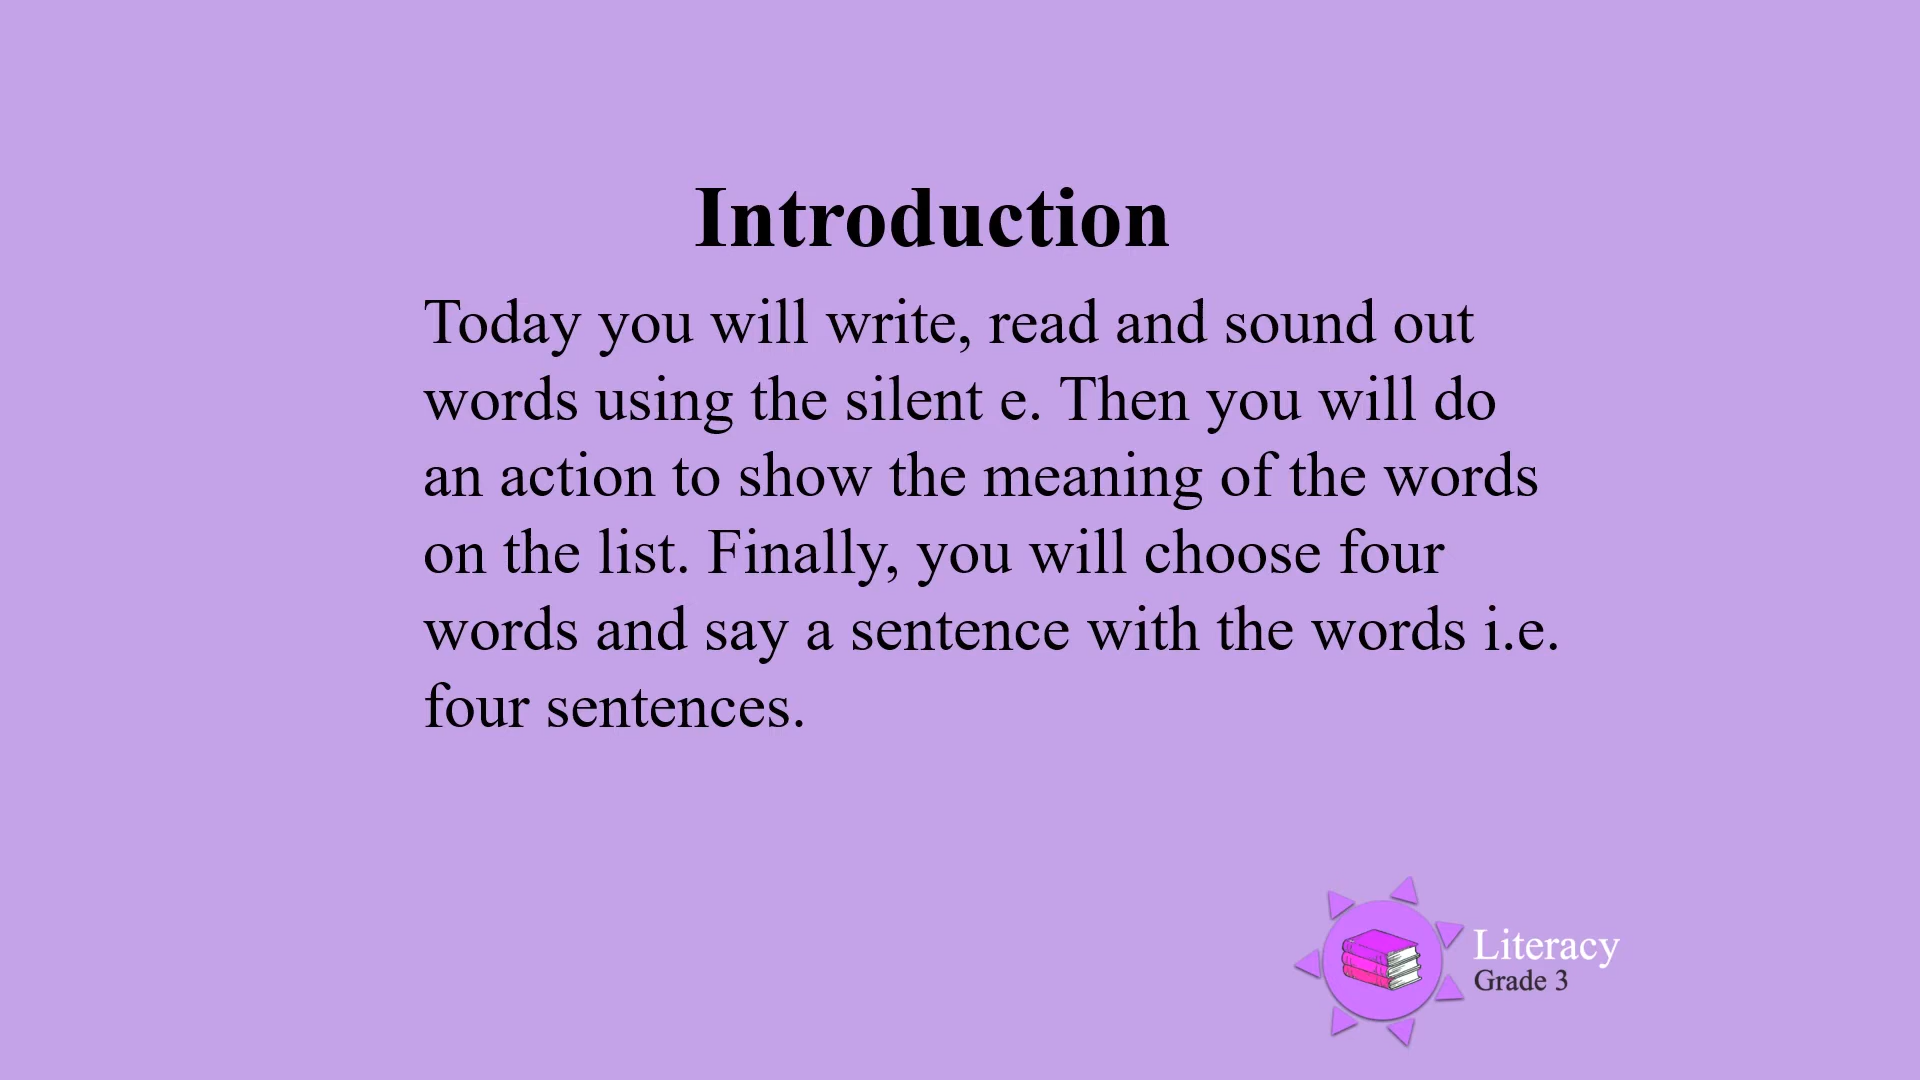 Introduction
Today you will write, read and sound out
words using the silent e. Then you will do
an action to show the meaning of the words
on the list. Finally, you will choose four
words and say a sentence with the words i.e.
four sentences.
Literacy
Grade 3